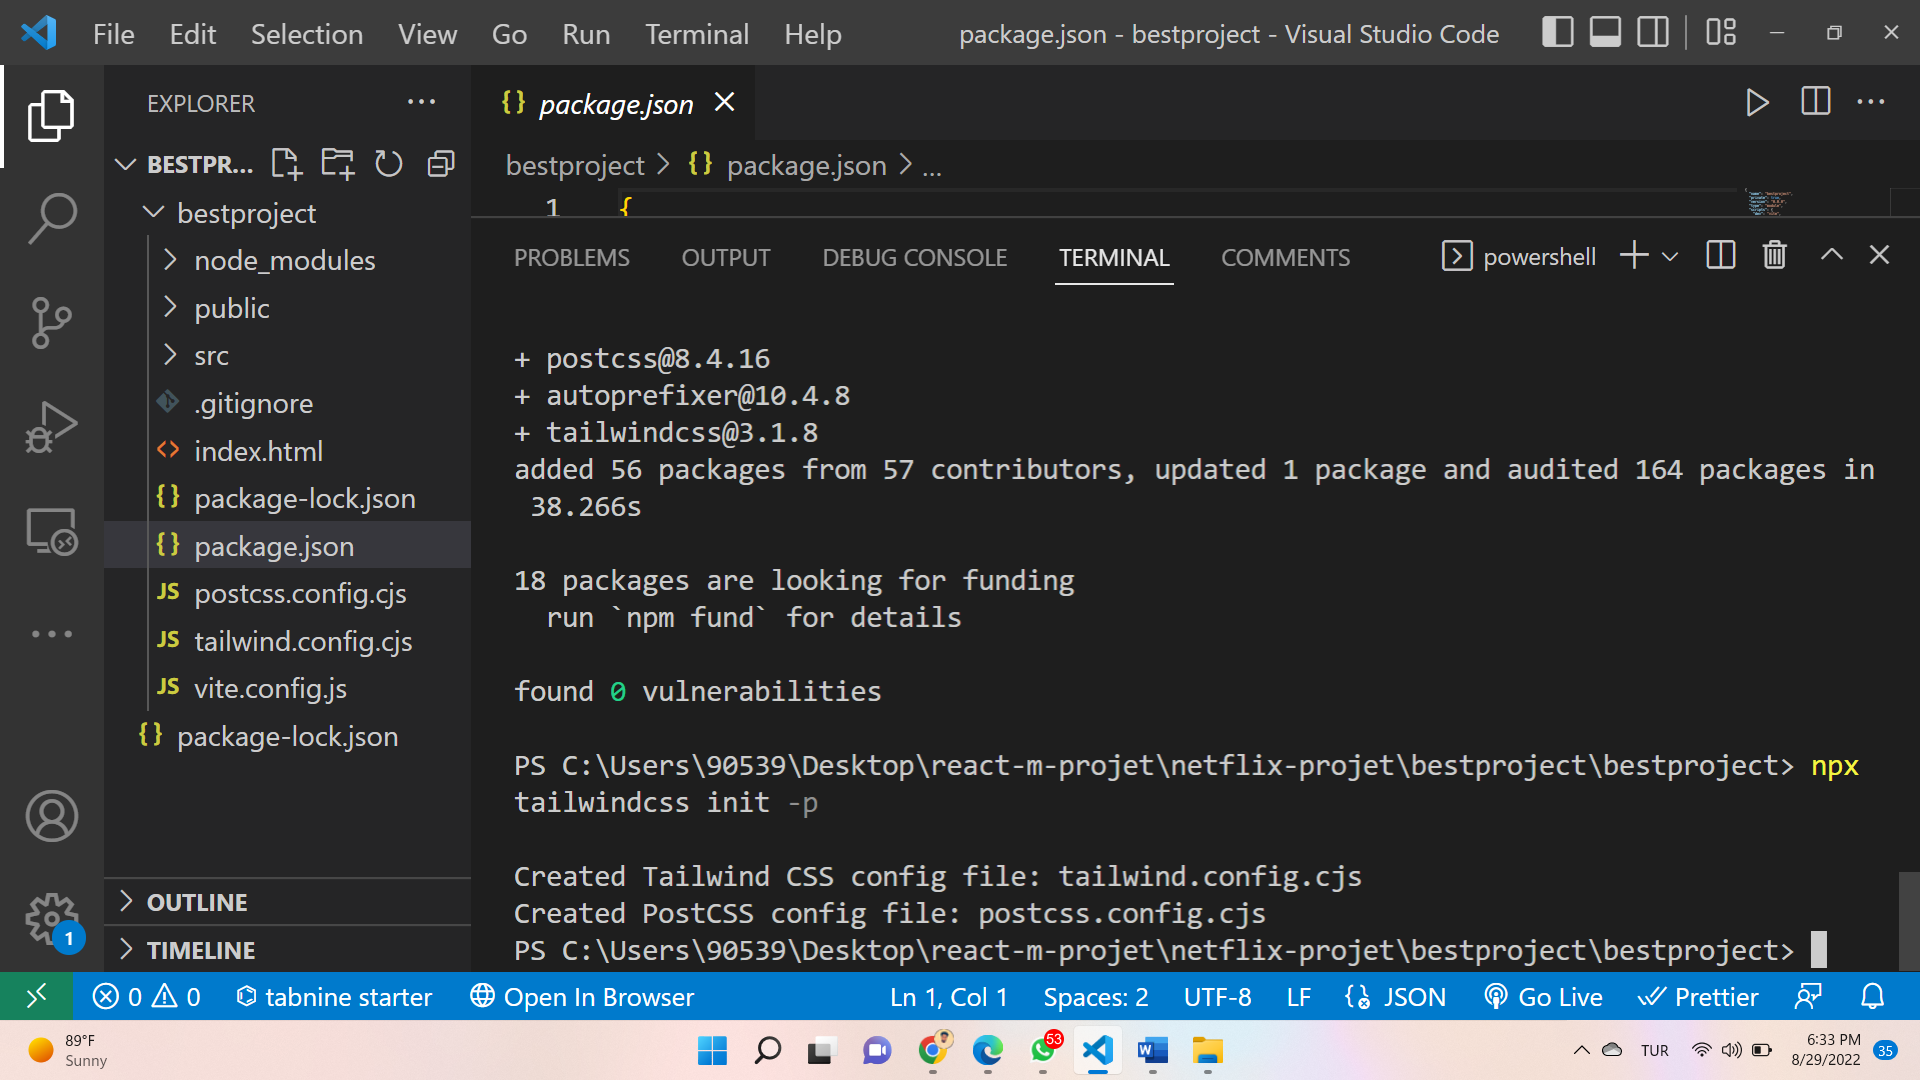 File Edit Selection View Go Run Terminal Help
package.json - bestproject - Visual Studio Code
EXPLORER
BESTPR...
bestproject
node_modules
public
src
.gitignore
index.html
package-lock.json
package.json
postcss.config.cjs
tailwind.config.cjs
vite.config.js
package-lock.json
OUTLINE
TIMELINE
1
package.json
bestproject > {} package.json > ...
1 {
PROBLEMS OUTPUT DEBUG CONSOLE TERMINAL COMMENTS
powershell
+ postcss@8.4.16
+ autoprefixer@10.4.8
+ tailwindcss@3.1.8
added 56 packages from 57 contributors, updated 1 package and audited 164 packages in
38.266s
18 packages are looking for funding
run `npm fund` for details
found 0 vulnerabilities
PS C:\Users\90539\Desktop\react-m-projet\netflix-projet\bestproject\bestproject> npx
tailwindcss init -p
Created Tailwind CSS config file: tailwind.config.cjs
Created PostCSS config file: postcss.config.cjs
PS C:\Users\90539\Desktop\react-m-projet\netflix-projet\bestproject\bestproject>
0 0 tabnine starter Open In Browser Ln 1, Col 1 Spaces: 2 UTF-8 LF JSON Go Live Prettier
89°F
Sunny
53
TUR
6:33 PM
8/29/2022
35